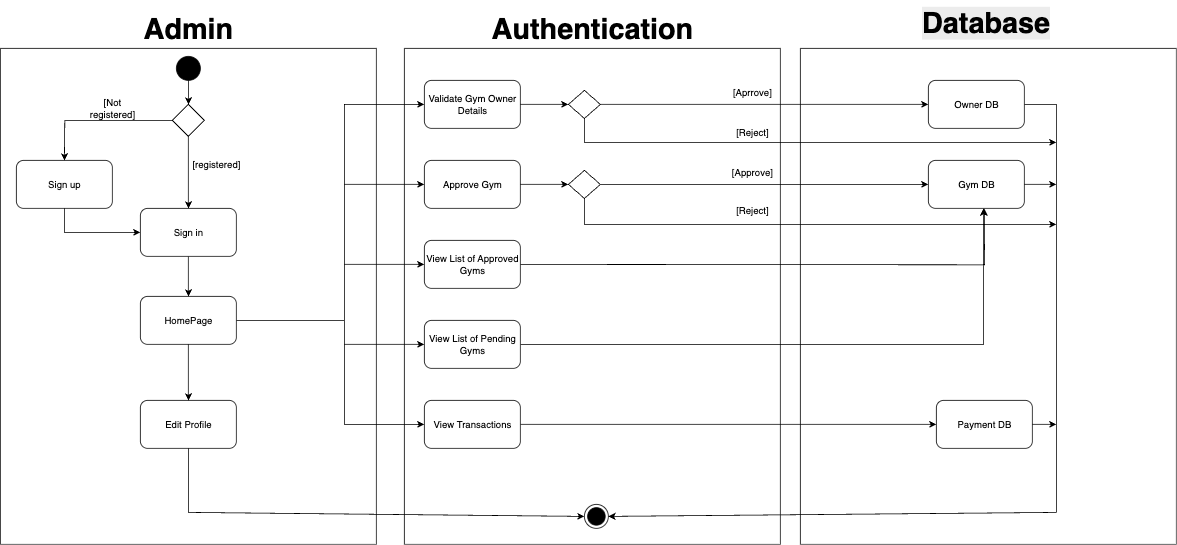 Admin
Authentication
Database
[Not
registered]
[registered]
Sign up
Sign in
HomePage
Edit Profile
Validate Gym Owner
Details
[Aprrove]
Owner DB
[Reject]
Approve Gym
[Approve]
Gym DB
[Reject]
View List of Approved
Gyms
View List of Pending
Gyms
View Transactions
Payment DB